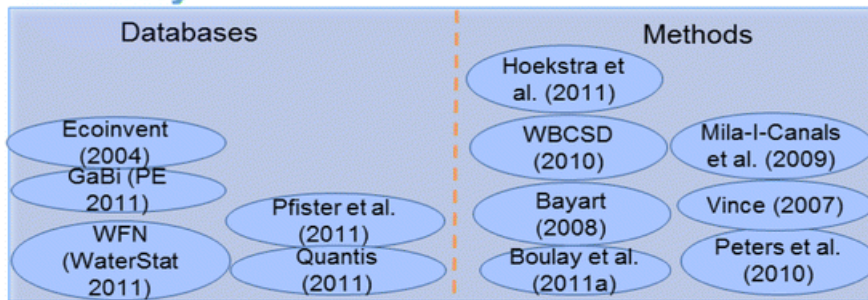 Databases
Methods
Ecoinvent
(2004)
GaBi (PE
2011)
WFN
(WaterStat
2011)
Pfister et al.
(2011)
Quantis
(2011)
Hoekstra et
al. (2011)
WBCSD
(2010)
Bayart
(2008)
Boulay et al.
(2011a)
Mila-I-Canals
et al. (2009)
Vince (2007)
Peters et al.
(2010)